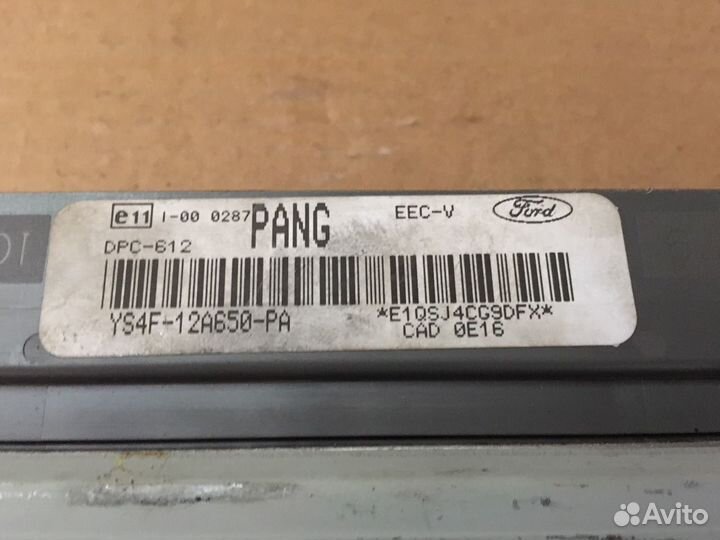 e11 I-00 0287 PANG EEC-V Ford
DPC-612
YS4F-12A650-PA *E1QSJ4CG9DFX*
CAD 0E16
Avito